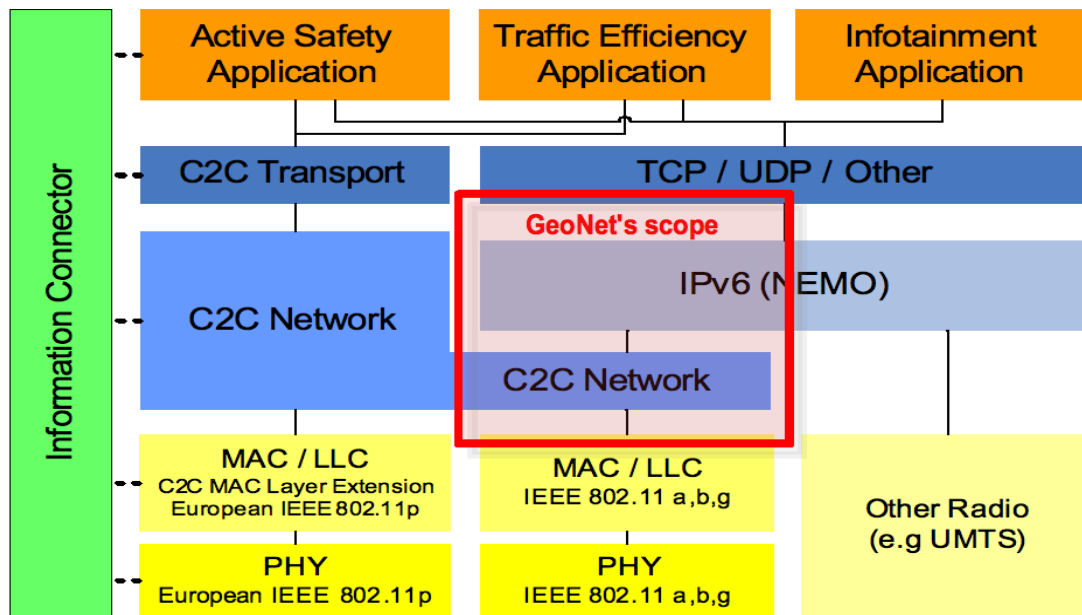 Information Connector
Active Safety
Application
Traffic Efficiency
Application
Infotainment
Application
C2C Transport
TCP / UDP / Other
GeoNet's scope
IPv6 (NEMO)
C2C Network
C2C Network
MAC / LLC
C2C MAC Layer Extension
European IEEE 802.11p
MAC / LLC
IEEE 802.11 a,b,g
Other Radio
(e.g UMTS)
PHY
European IEEE 802.11p
PHY
IEEE 802.11 a,b,g